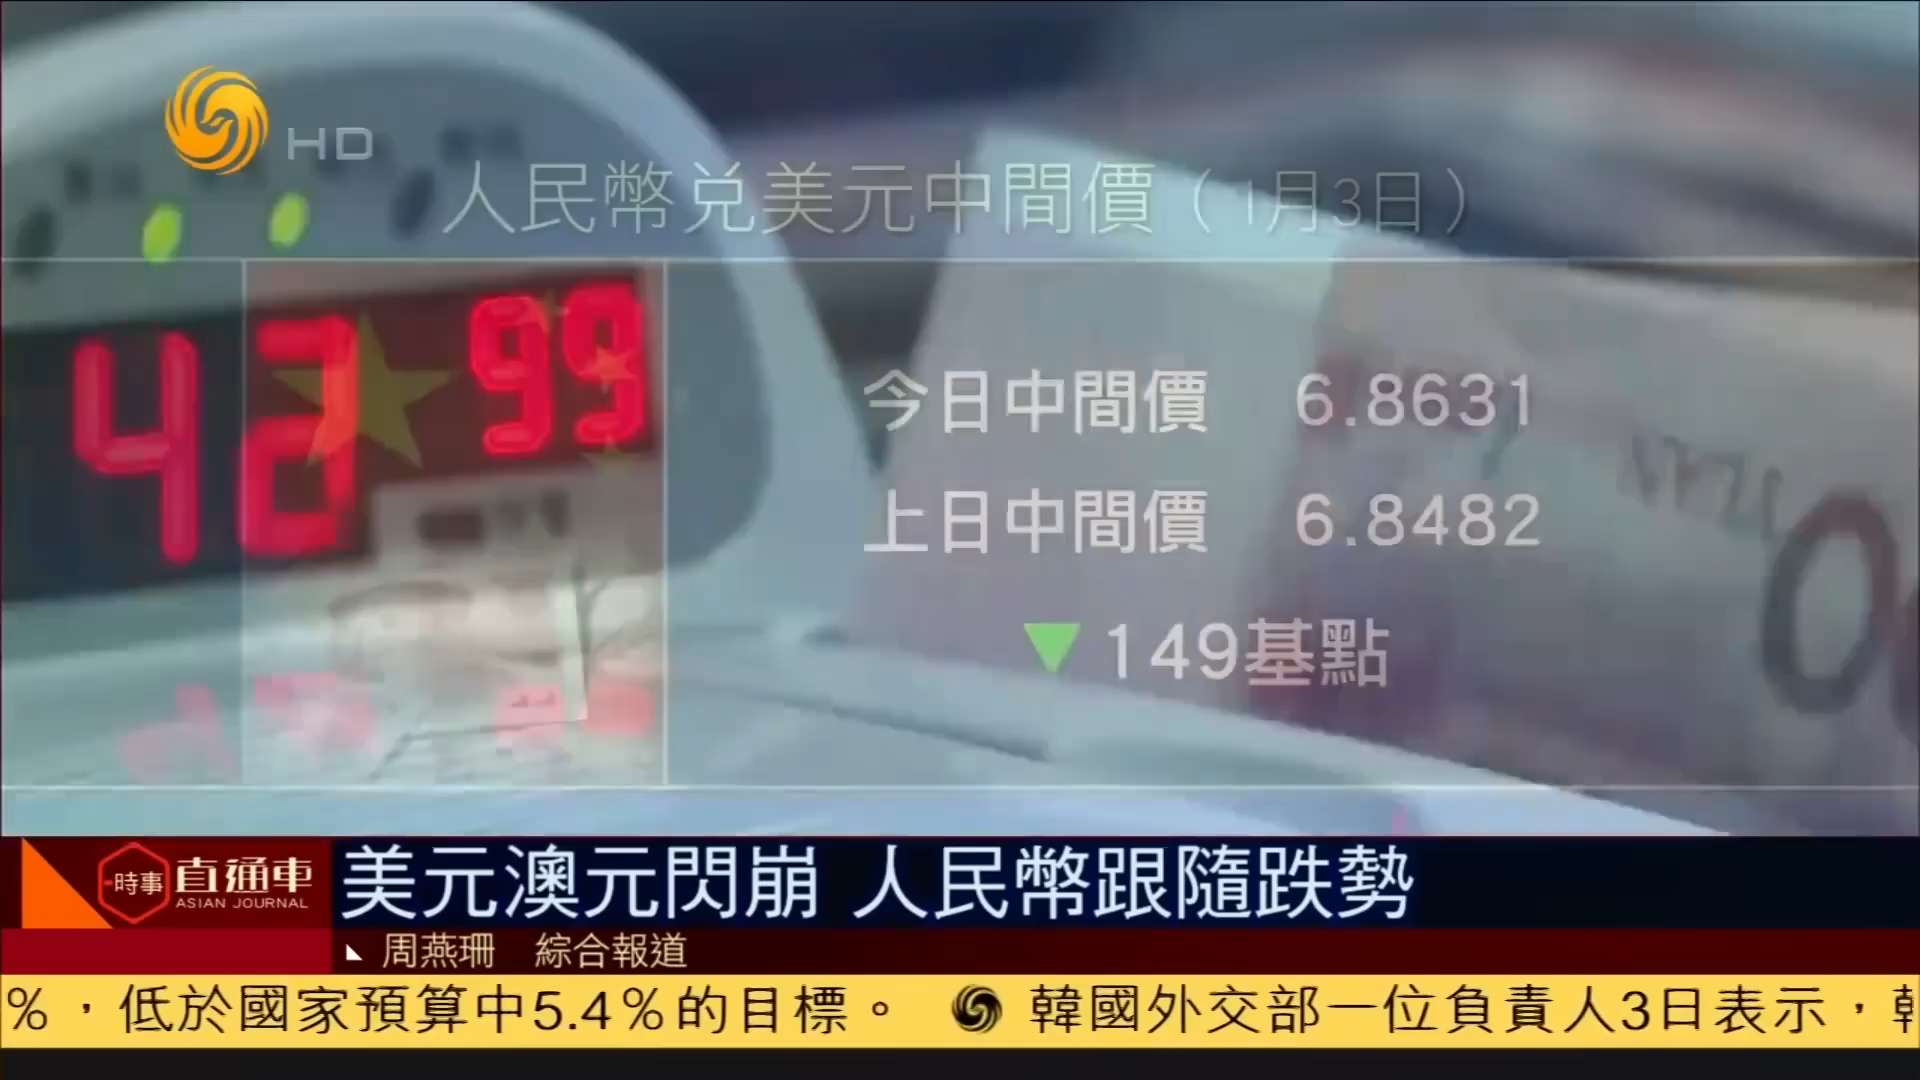 HD
人民幣兌美元中間價（1月3日）
42 99
今日中間價 6.8631
上日中間價 6.8482
▼149基點
YUAN
時事 直通車
ASIAN JOURNAL
美元澳元閃崩 人民幣跟隨跌勢
周燕珊 綜合報道
%，低於國家預算中5.4%的目標。 韓國外交部一位負責人3日表示，